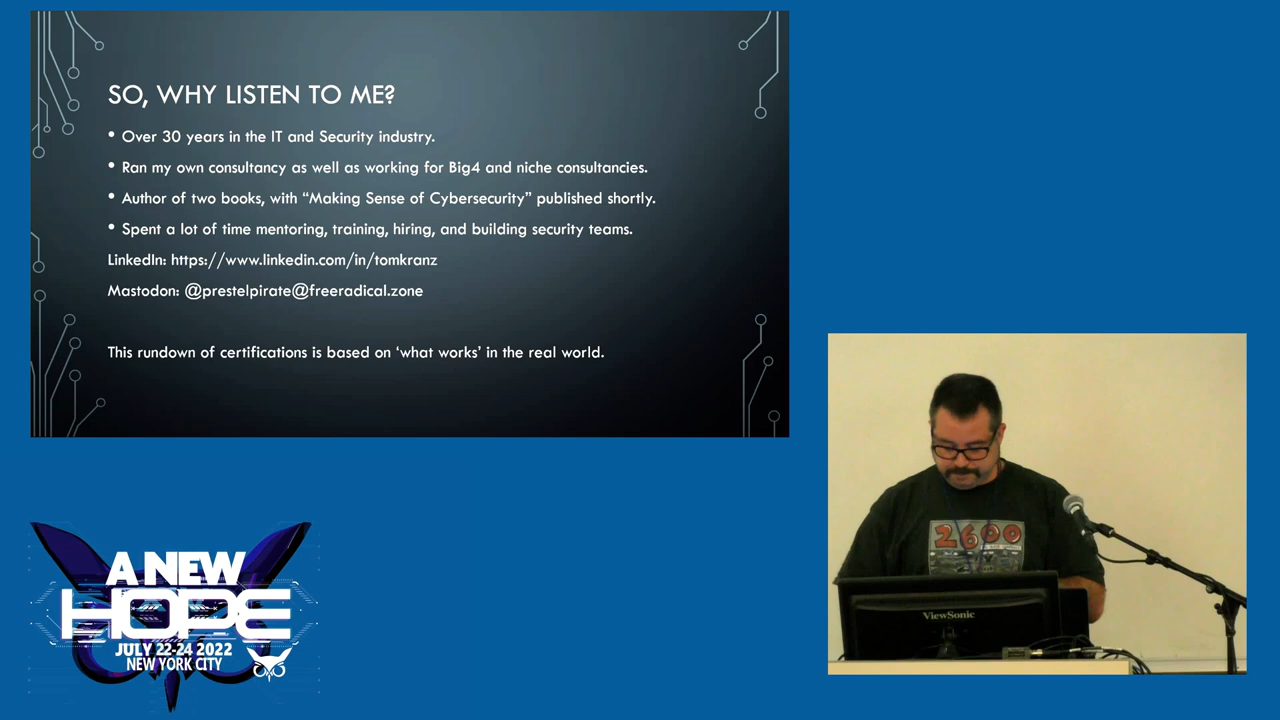 SO, WHY LISTEN TO ME?
• Over 30 years in the IT and Security industry.
• Ran my own consultancy as well as working for Big4 and niche consultancies.
• Author of two books, with “Making Sense of Cybersecurity” published shortly.
• Spent a lot of time mentoring, training, hiring, and building security teams.
LinkedIn: https://www.linkedin.com/in/tomkranz
Mastodon: @prestelpirate@freeradical.zone
This rundown of certifications is based on ‘what works’ in the real world.
2600
ViewSonic
A NEW
HOPE
JULY 22-24 2022
NEW YORK CITY